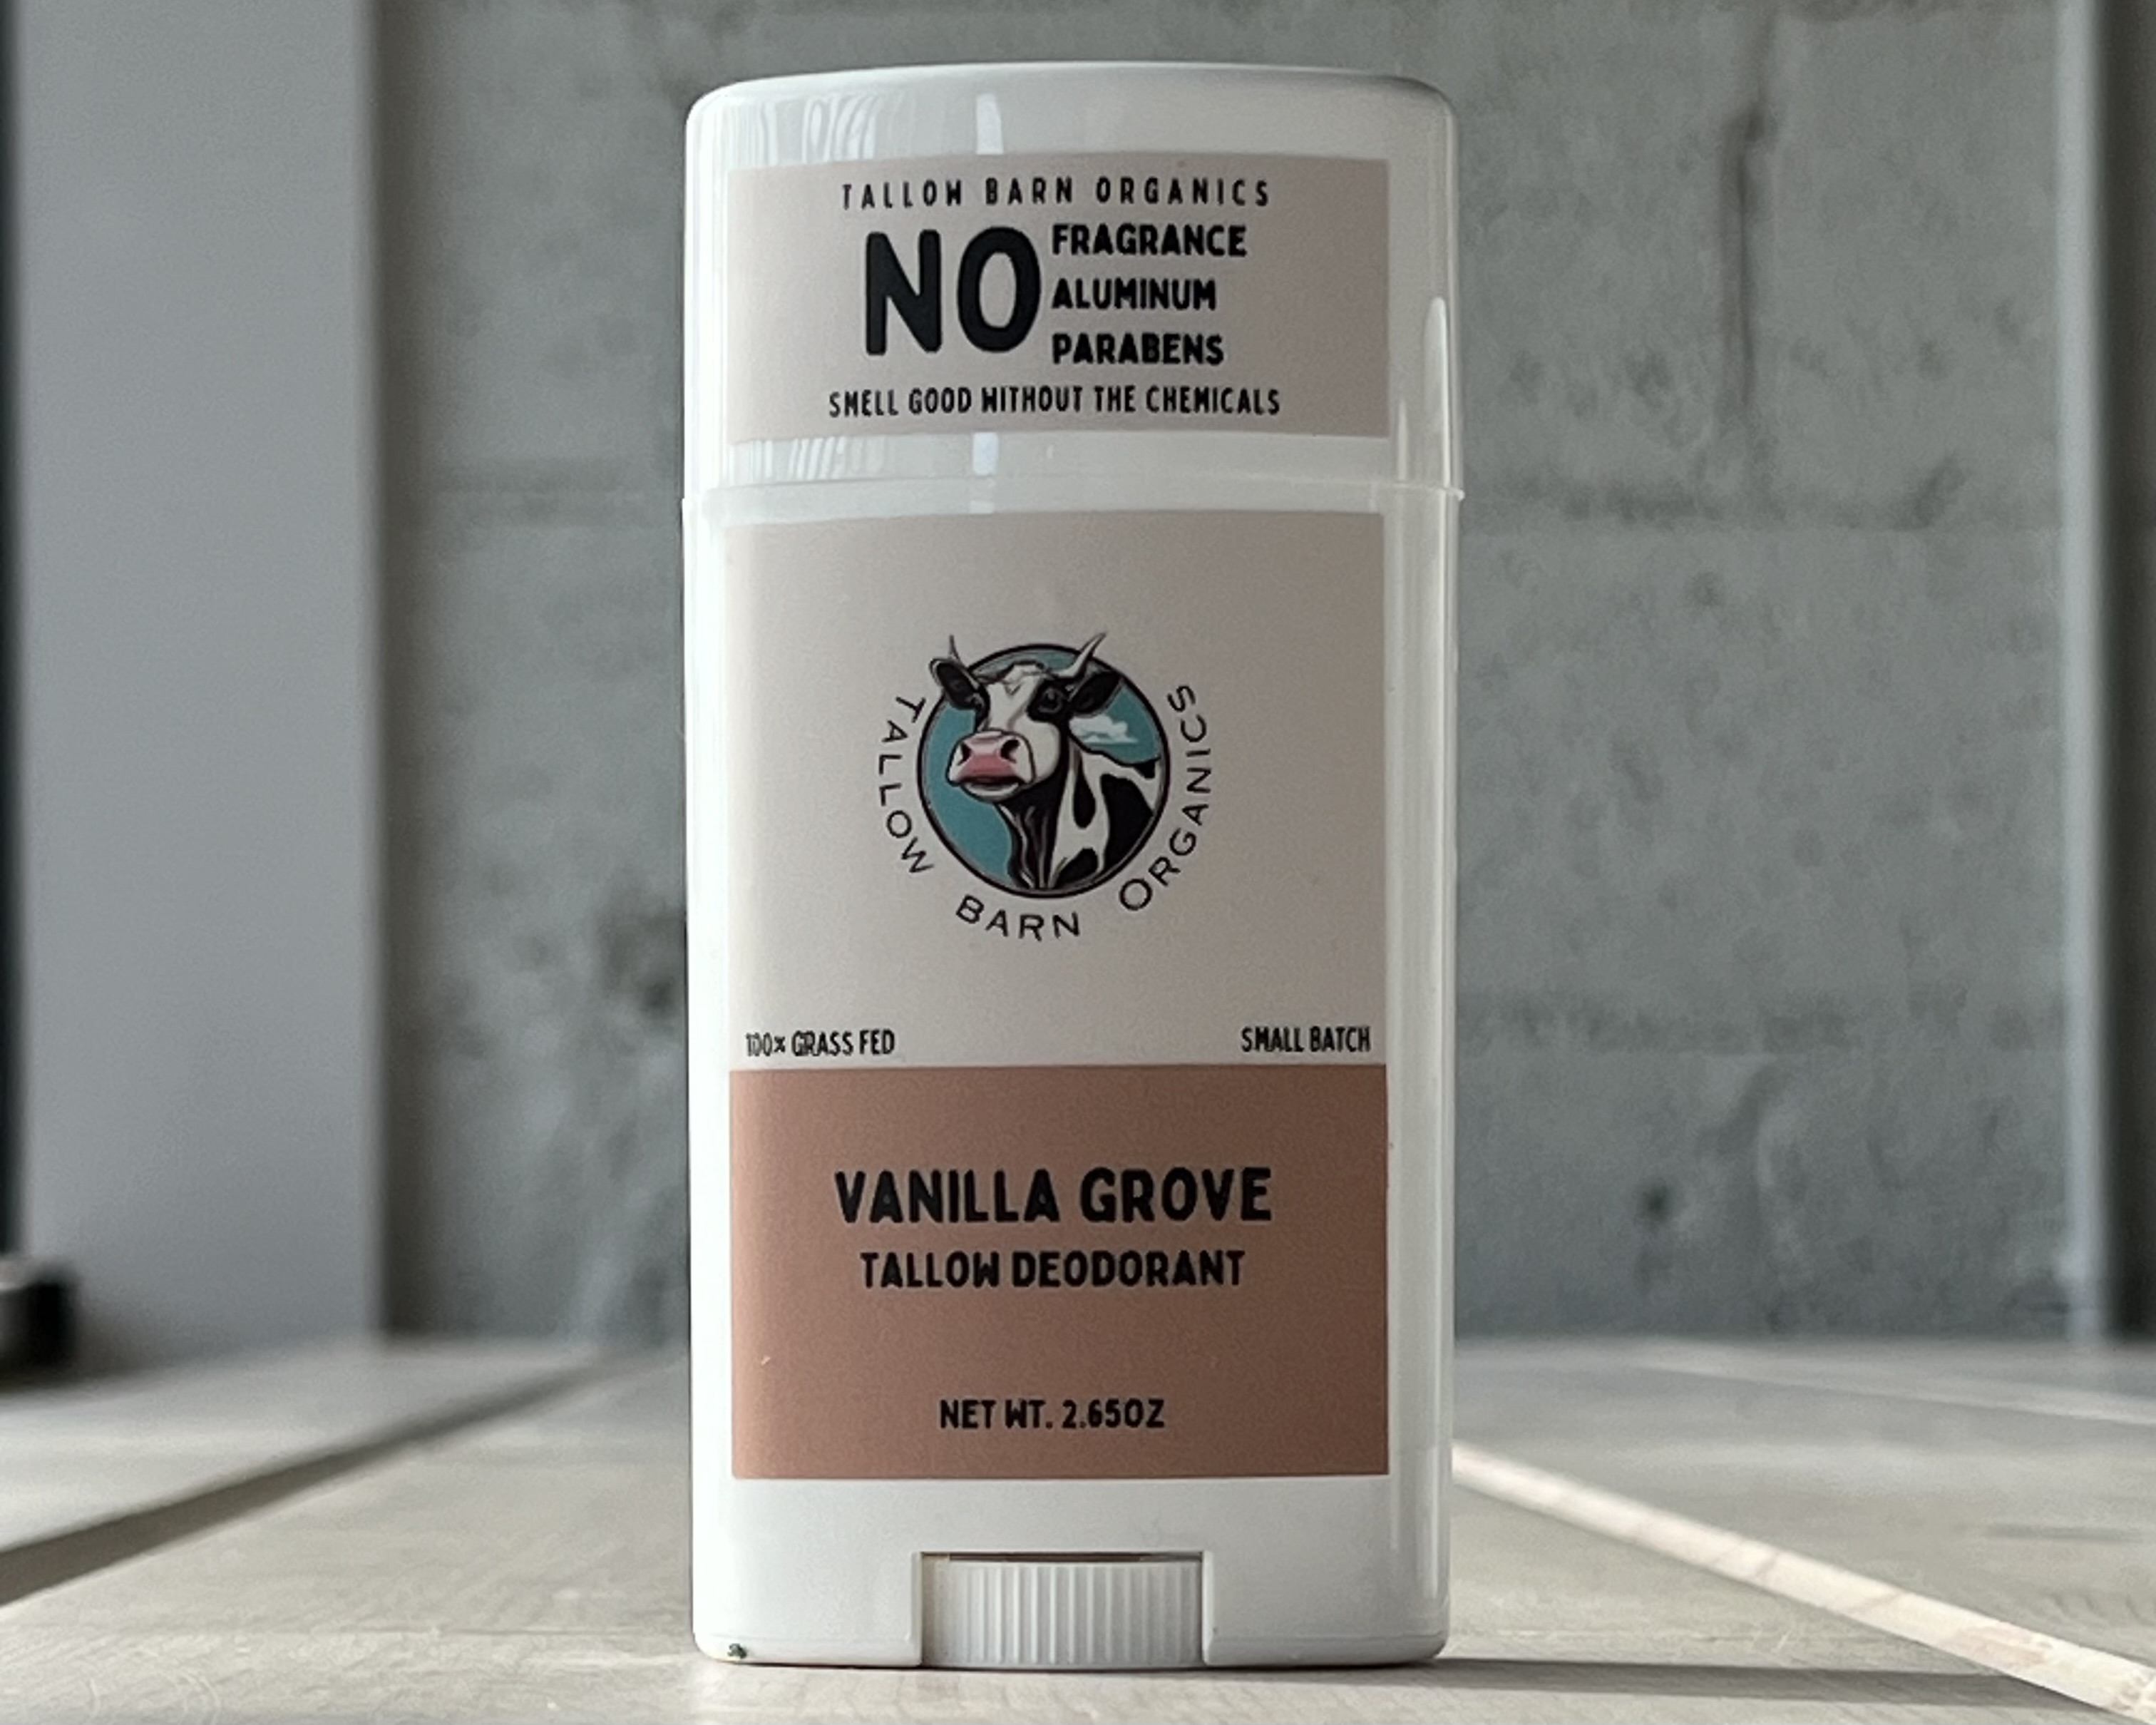 TALLOW BARN ORGANICS
NO
FRAGRANCE
ALUMINUM
PARABENS
SMELL GOOD WITHOUT THE CHEMICALS
TALLOW BARN ORGANICS
100% GRASS FED
SMALL BATCH
VANILLA GROVE
TALLOW DEODORANT
NET WT. 2.65OZ